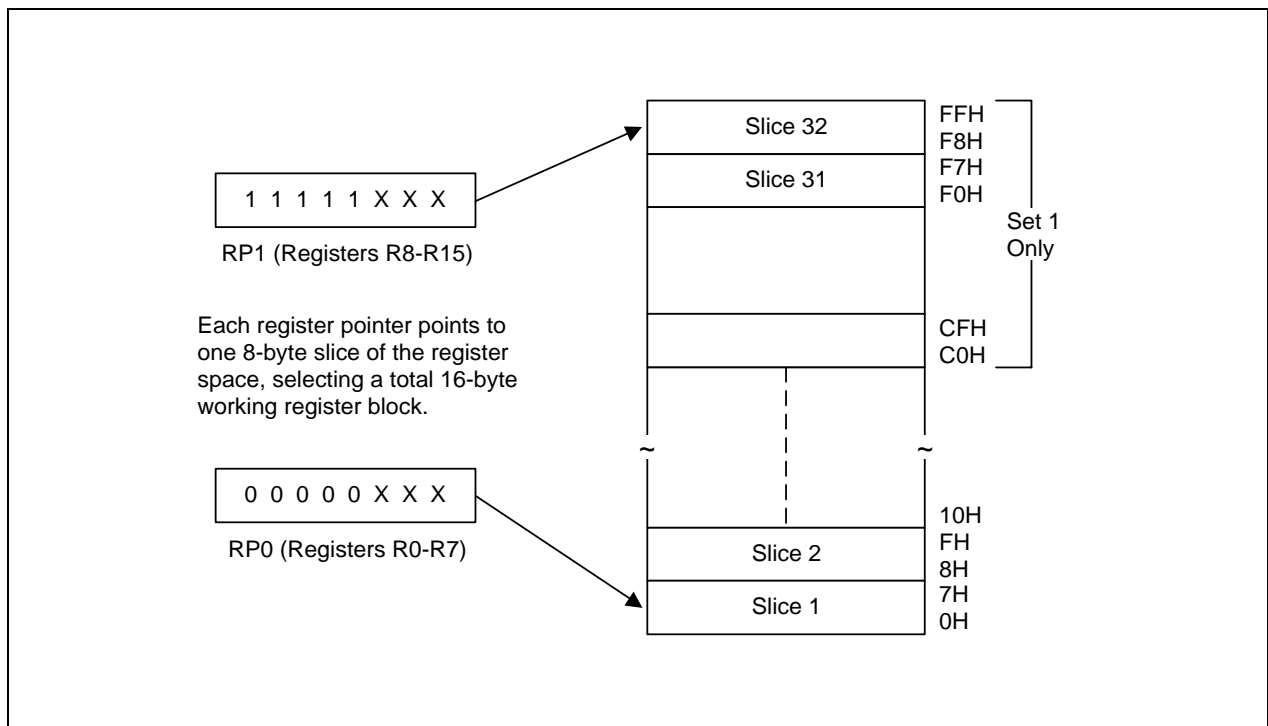 Slice 32
FFH
F8H
Slice 31
F7H
F0H
Set 1
Only
1 1 1 1 1 X X X
RP1 (Registers R8-R15)
CFH
C0H
Each register pointer points to
one 8-byte slice of the register
space, selecting a total 16-byte
working register block.
~
~
0 0 0 0 0 X X X
RP0 (Registers R0-R7)
10H
Slice 2
FH
8H
Slice 1
7H
0H